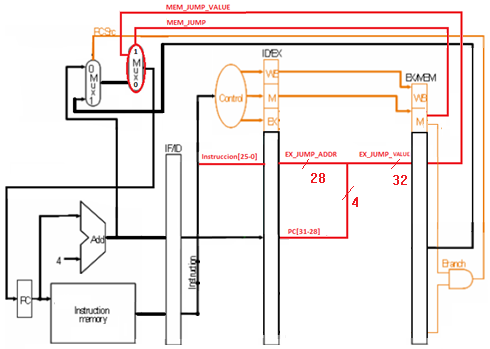 MEM_JUMP_VALUE
MEM_JUMP
PCSrc
0
Mux
1
1
Mux
0
ID/EX
WB
M
EX
Control
EX/MEM
WB
M
IF/ID
Instruccion[25-0]
EX_JUMP_ADDR
EX_JUMP_VALUE
28
32
4
PC[31-28]
Add
4
Instruction
Branch
PC
Instruction
memory